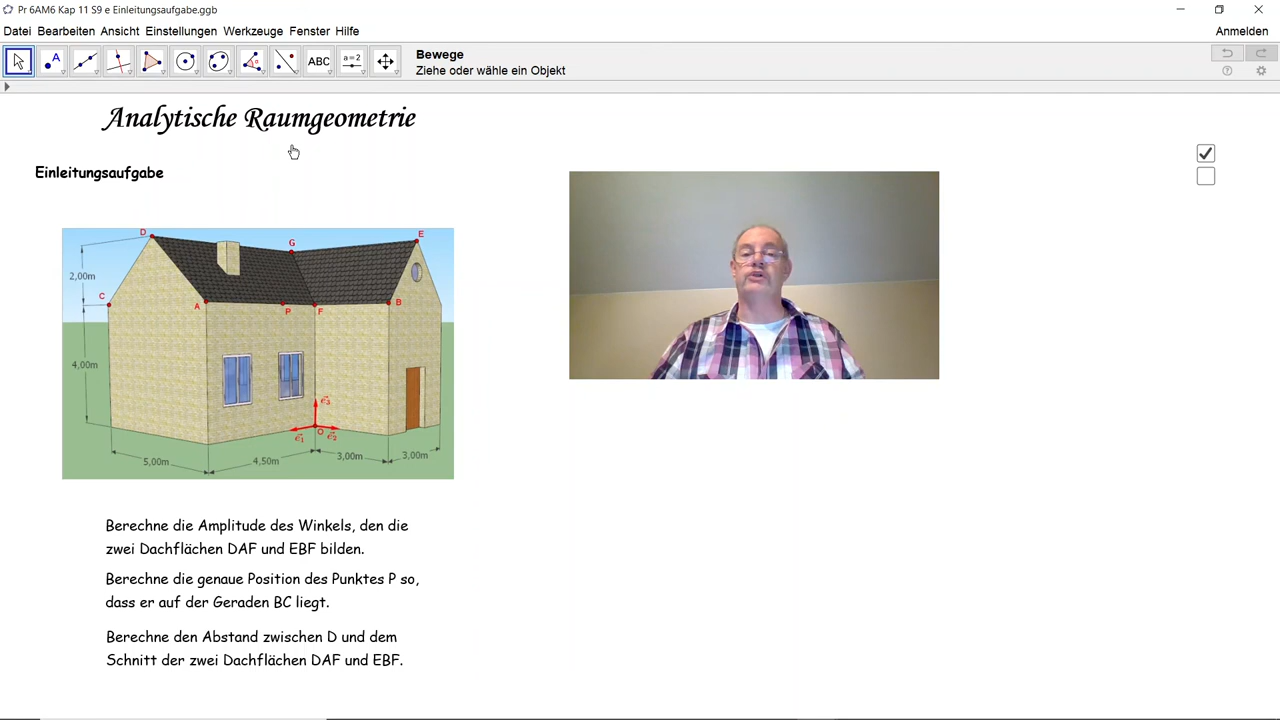 Pr 6AM6 Kap 11 S9 e Einleitungsaufgabe.ggb
Datei Bearbeiten Ansicht Einstellungen Werkzeuge Fenster Hilfe
Anmelden
A
α
ABC
a=2
Bewege
Ziehe oder wähle ein Objekt
Analytische Raumgeometrie
Einleitungsaufgabe
D
G
E
2,00m
C
A
P
F
B
4,00m
e3
O
e1
e2
5,00m
4,50m
3,00m
3,00m
Berechne die Amplitude des Winkels, den die
zwei Dachflächen DAF und EBF bilden.
Berechne die genaue Position des Punktes P so,
dass er auf der Geraden BC liegt.
Berechne den Abstand zwischen D und dem
Schnitt der zwei Dachflächen DAF und EBF.